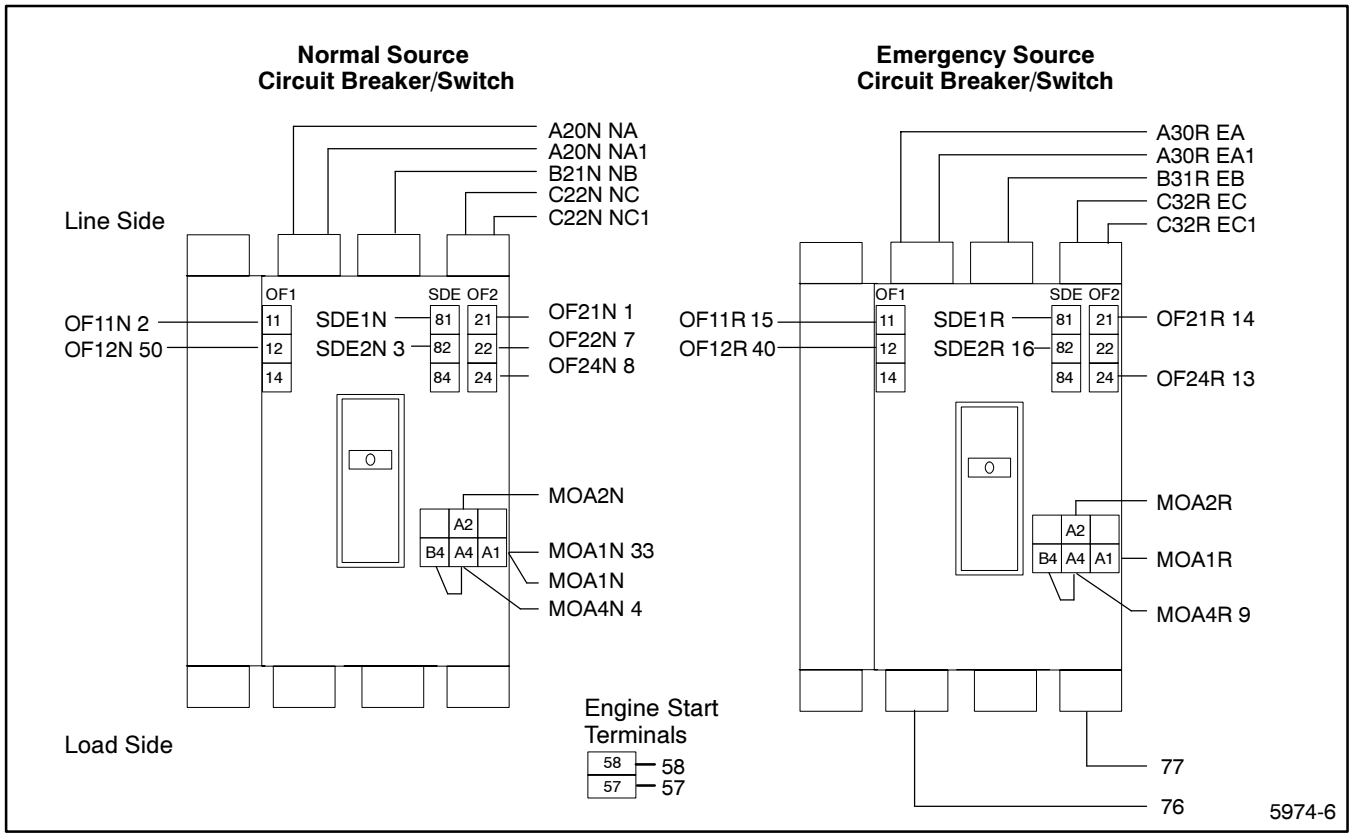 Normal Source
Circuit Breaker/Switch
Emergency Source
Circuit Breaker/Switch
A20N NA
A20N NA1
B21N NB
C22N NC
C22N NC1
A30R EA
A30R EA1
B31R EB
C32R EC
C32R EC1
Line Side
OF1
SDE OF2
OF11N 2
11
SDE1N
81
21
OF21N 1
OF12N 50
12
SDE2N 3
82
22
OF22N 7
14
84
24
OF24N 8
0
A2
MOA2N
B4
A4
A1
MOA1N 33
MOA1N
MOA4N 4
OF1
SDE OF2
OF11R 15
11
SDE1R
81
21
OF21R 14
OF12R 40
12
SDE2R 16
82
22
14
84
24
OF24R 13
0
A2
MOA2R
B4
A4
A1
MOA1R
MOA4R 9
Load Side
Engine Start
Terminals
58
58
57
57
77
76
5974-6